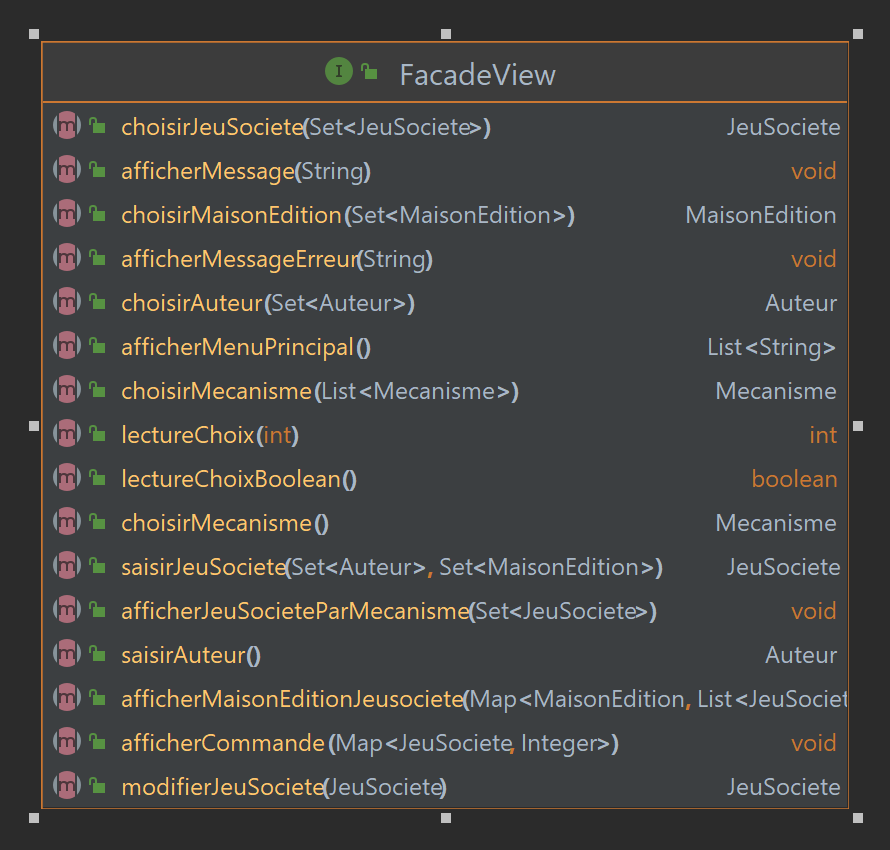 I FacadeView
m choisirJeuSociete(Set<JeuSociete>) JeuSociete
m afficherMessage(String) void
m choisirMaisonEdition(Set<MaisonEdition>) MaisonEdition
m afficherMessageErreur(String) void
m choisirAuteur(Set<Auteur>) Auteur
m afficherMenuPrincipal() List<String>
m choisirMecanisme(List<Mecanisme>) Mecanisme
m lectureChoix(int) int
m lectureChoixBoolean() boolean
m choisirMecanisme() Mecanisme
m saisirJeuSociete(Set<Auteur>, Set<MaisonEdition>) JeuSociete
m afficherJeuSocieteParMecanisme(Set<JeuSociete>) void
m saisirAuteur() Auteur
m afficherMaisonEditionJeusociete(Map<MaisonEdition, List<JeuSociet
m afficherCommande(Map<JeuSociete, Integer>) void
m modifierJeuSociete(JeuSociete) JeuSociete